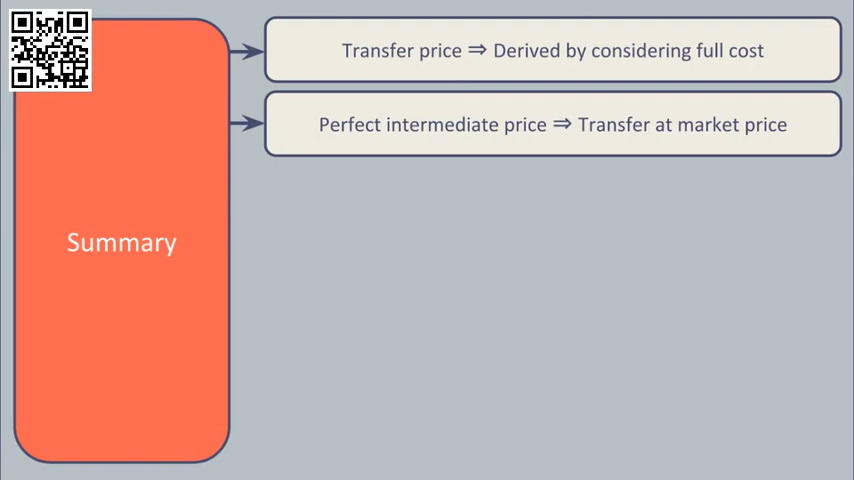 Transfer price ⇒ Derived by considering full cost
Perfect intermediate price ⇒ Transfer at market price
Summary